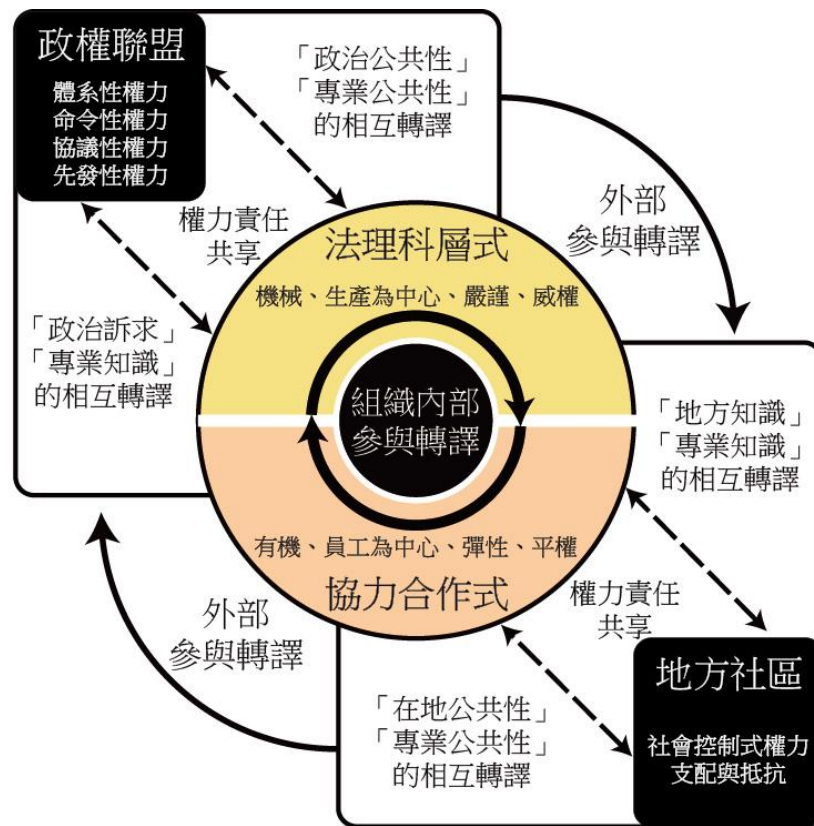 政權聯盟
體系性權力
命令性權力
協議性權力
先發性權力
「政治公共性」
「專業公共性」
的相互轉譯
權力責任
共享
外部
參與轉譯
法理科層式
機械、生產為中心、嚴謹、威權
「政治訴求」
「專業知識」
的相互轉譯
組織內部
參與轉譯
「地方知識」
「專業知識」
的相互轉譯
有機、員工為中心、彈性、平權
協力合作式
權力責任
共享
外部
參與轉譯
「在地公共性」
「專業公共性」
的相互轉譯
地方社區
社會控制式權力
支配與抵抗